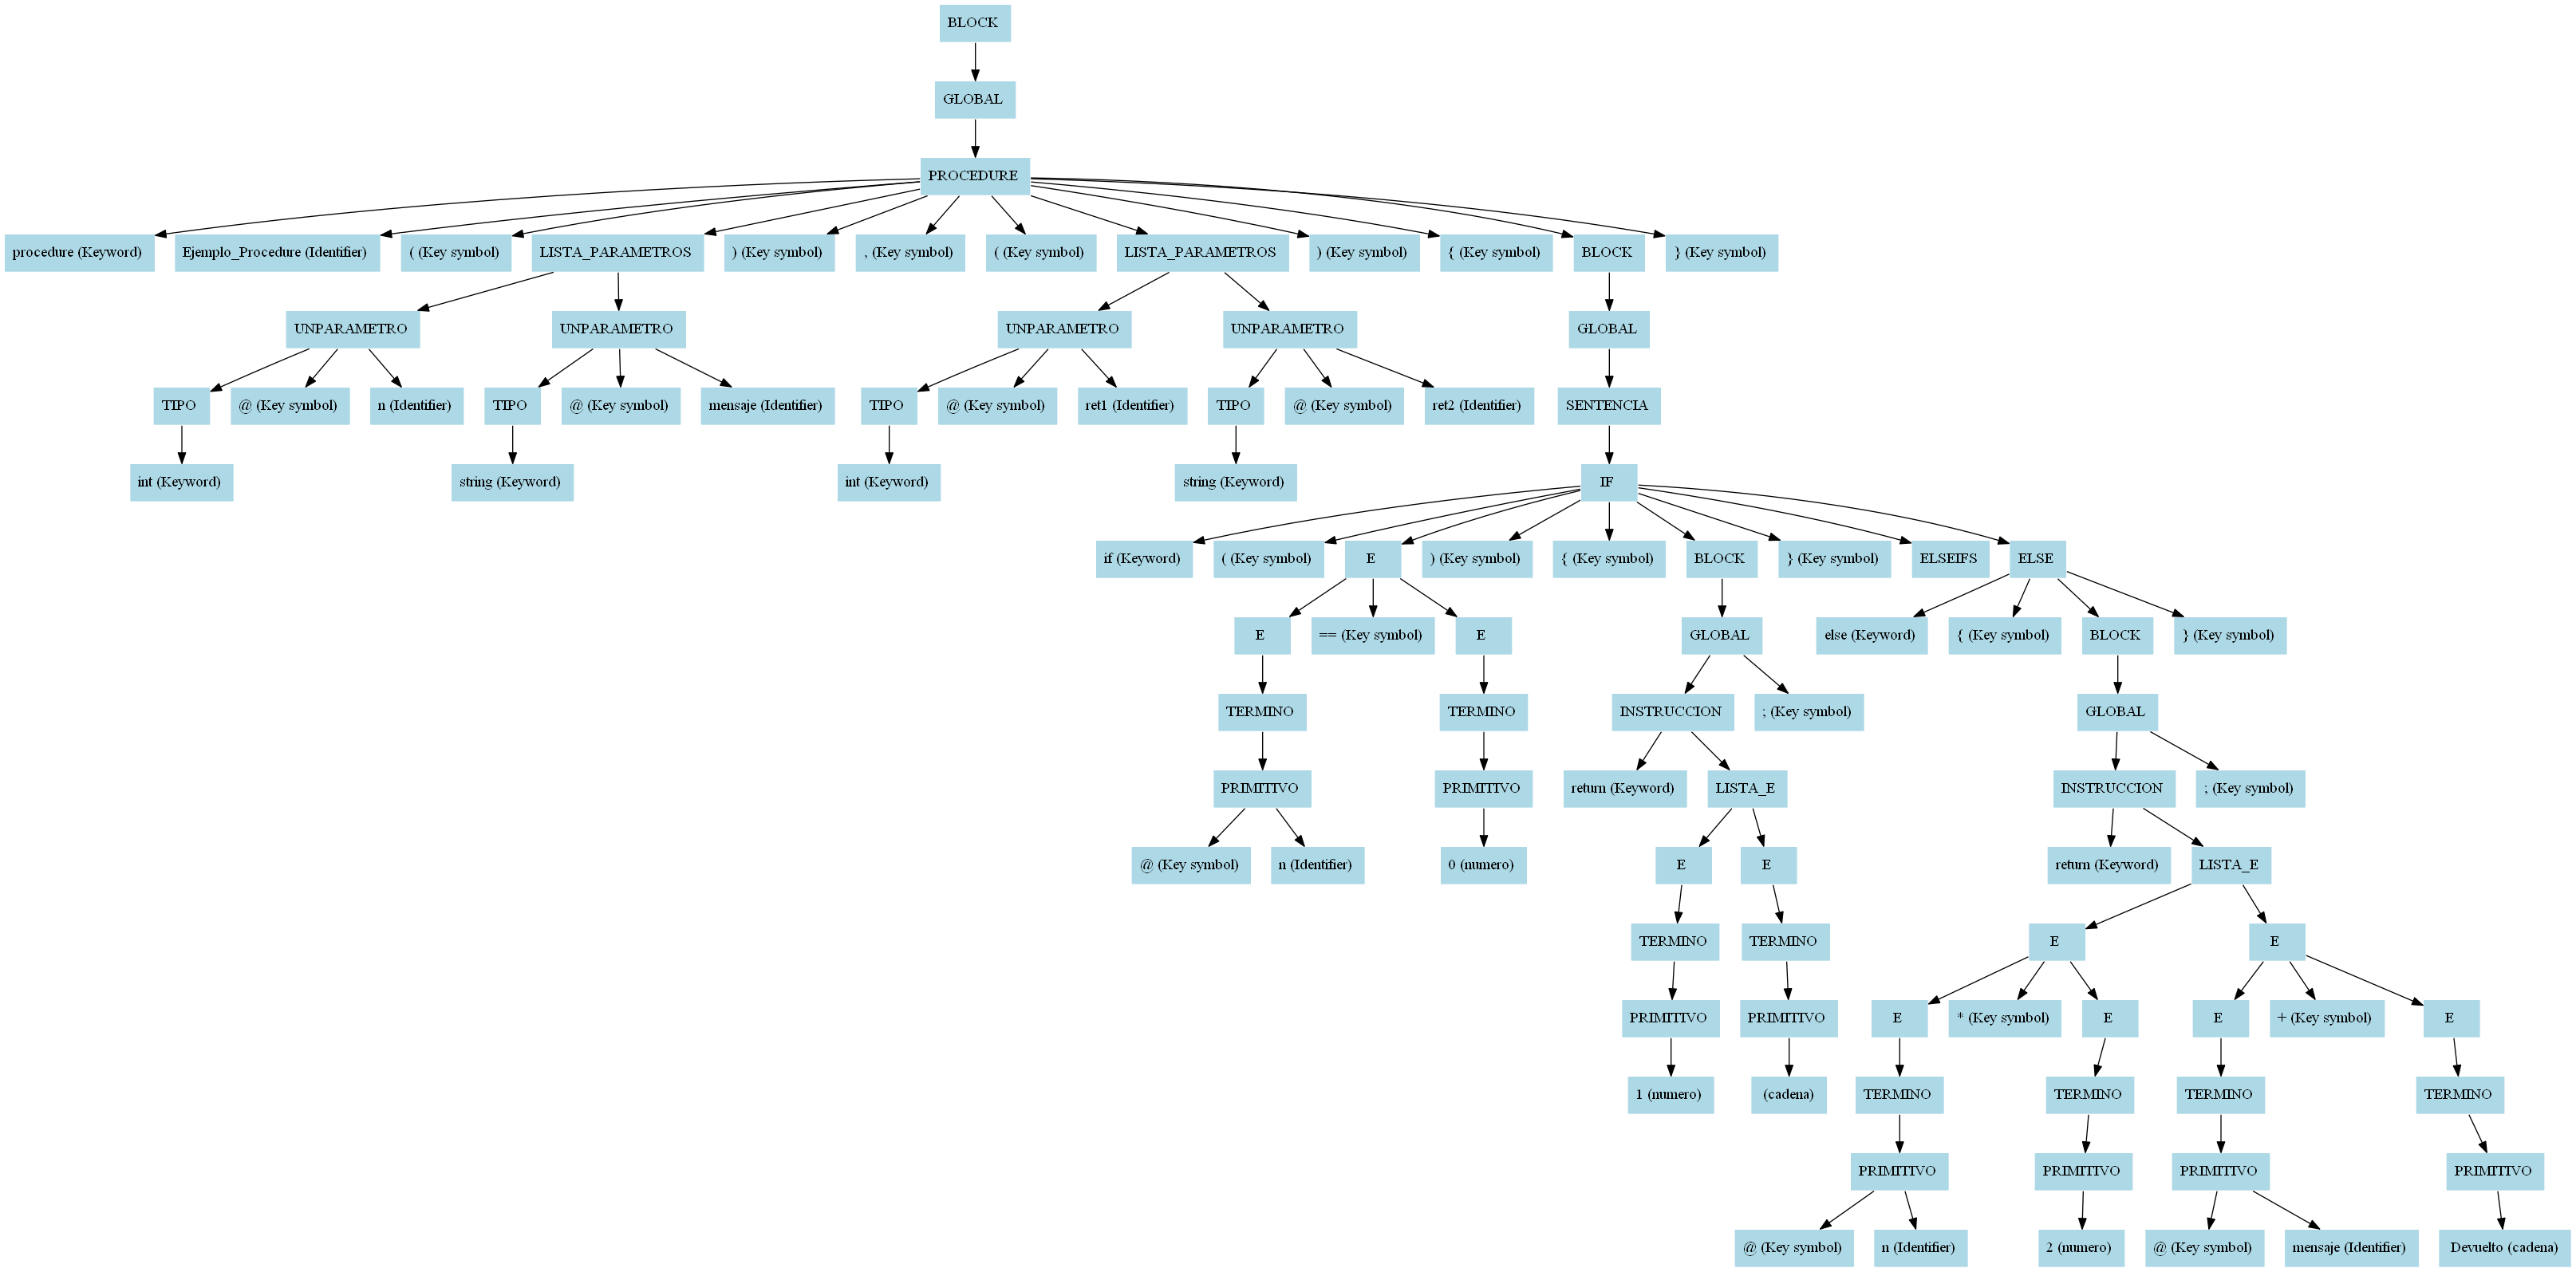 BLOCK
GLOBAL
PROCEDURE
procedure (Keyword)
Ejemplo_Procedure (Identifier)
( (Key symbol)
LISTA_PARAMETROS
) (Key symbol)
, (Key symbol)
( (Key symbol)
LISTA_PARAMETROS
) (Key symbol)
{ (Key symbol)
BLOCK
} (Key symbol)
UNPARAMETRO
UNPARAMETRO
UNPARAMETRO
UNPARAMETRO
GLOBAL
TIPO
@ (Key symbol)
n (Identifier)
TIPO
@ (Key symbol)
mensaje (Identifier)
TIPO
@ (Key symbol)
ret1 (Identifier)
TIPO
@ (Key symbol)
ret2 (Identifier)
SENTENCIA
int (Keyword)
string (Keyword)
int (Keyword)
string (Keyword)
IF
if (Keyword)
( (Key symbol)
E
) (Key symbol)
{ (Key symbol)
BLOCK
} (Key symbol)
ELSEIFS
ELSE
E
== (Key symbol)
E
GLOBAL
else (Keyword)
{ (Key symbol)
BLOCK
} (Key symbol)
TERMINO
TERMINO
INSTRUCCION
; (Key symbol)
GLOBAL
PRIMITIVO
PRIMITIVO
return (Keyword)
LISTA_E
INSTRUCCION
; (Key symbol)
@ (Key symbol)
n (Identifier)
0 (numero)
E
E
return (Keyword)
LISTA_E
TERMINO
TERMINO
E
E
PRIMITIVO
PRIMITIVO
E
* (Key symbol)
E
E
+ (Key symbol)
E
1 (numero)
(cadena)
TERMINO
TERMINO
TERMINO
TERMINO
PRIMITIVO
PRIMITIVO
PRIMITIVO
PRIMITIVO
@ (Key symbol)
n (Identifier)
2 (numero)
@ (Key symbol)
mensaje (Identifier)
Devuelto (cadena)